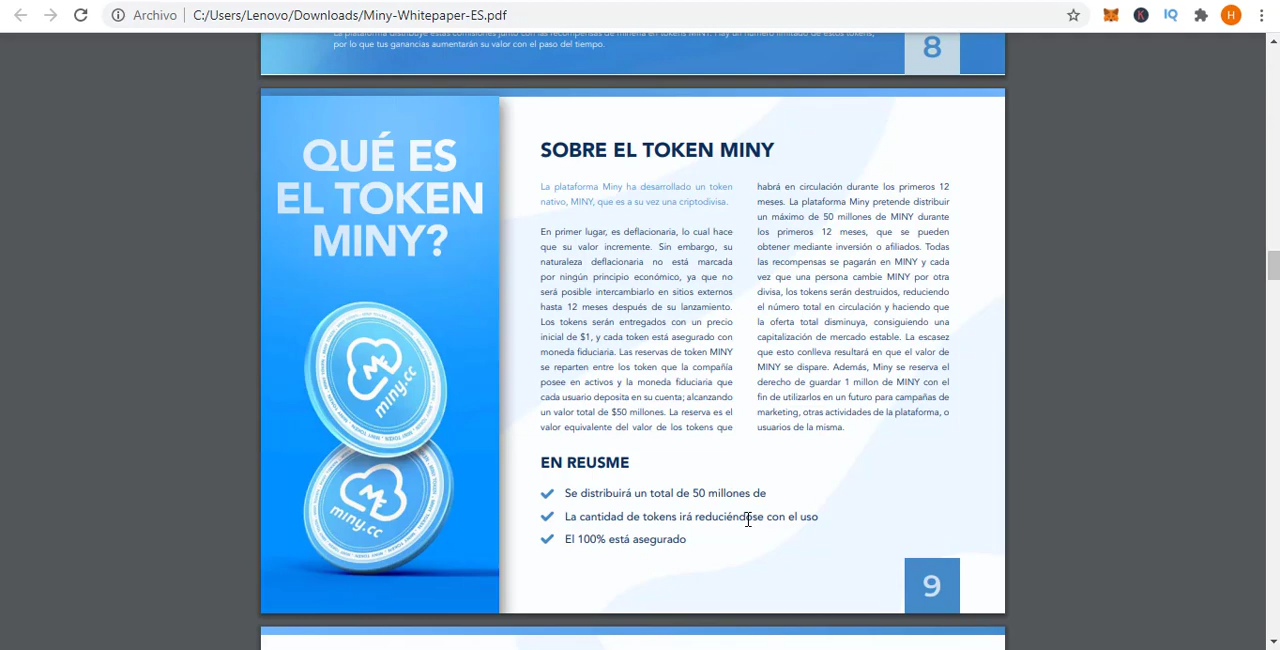 Archivo
C:/Users/Lenovo/Downloads/Miny-Whitepaper-ES.pdf
H
por lo que tus ganancias aumentarán su valor con el paso del tiempo.
8
QUÉ ES
EL TOKEN
MINY?
miny.cc
miny.cc
SOBRE EL TOKEN MINY
La plataforma Miny ha desarrollado un token
nativo, MINY, que es a su vez una criptodivisa.
En primer lugar, es deflacionaria, lo cual hace
que su valor incremente. Sin embargo, su
naturaleza deflacionaria no está marcada
por ningún principio económico, ya que no
será posible intercambiarlo en sitios externos
hasta 12 meses después de su lanzamiento.
Los tokens serán entregados con un precio
inicial de $1, y cada token está asegurado con
moneda fiduciaria. Las reservas de token MINY
se reparten entre los token que la compañía
posee en activos y la moneda fiduciaria que
cada usuario deposita en su cuenta; alcanzando
un valor total de $50 millones. La reserva es el
valor equivalente del valor de los tokens que
habrá en circulación durante los primeros 12
meses. La plataforma Miny pretende distribuir
un máximo de 50 millones de MINY durante
los primeros 12 meses, que se pueden
obtener mediante inversión o afiliados. Todas
las recompensas se pagarán en MINY y cada
vez que una persona cambie MINY por otra
divisa, los tokens serán destruidos, reduciendo
el número total en circulación y haciendo que
la oferta total disminuya, consiguiendo una
capitalización de mercado estable. La escasez
que esto conlleva resultará en que el valor de
MINY se dispare. Además, Miny se reserva el
derecho de guardar 1 millon de MINY con el
fin de utilizarlos en un futuro para campañas de
marketing, otras actividades de la plataforma, o
usuarios de la misma.
EN REUSME
Se distribuirá un total de 50 millones de
La cantidad de tokens irá reduciéndose con el uso
El 100% está asegurado
9